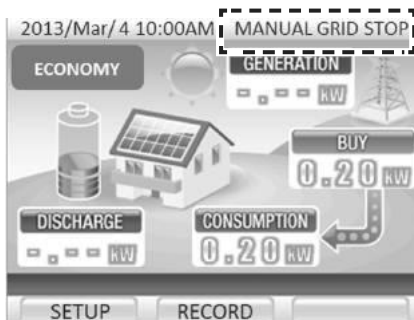 2013/Mar/ 4 10:00AM MANUAL GRID STOP
ECONOMY
GENERATION
-.-- kW
BUY
0.20 kW
DISCHARGE
-.-- kW
CONSUMPTION
0.20 kW
SETUP RECORD